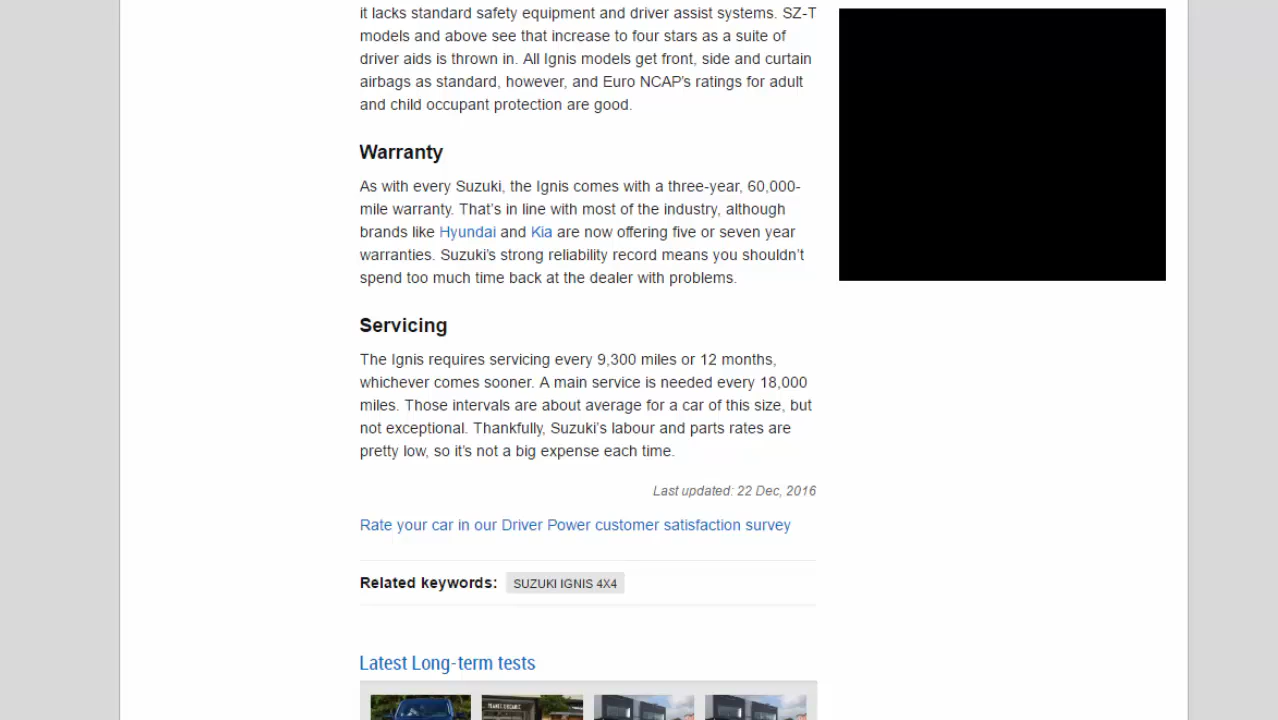 it lacks standard safety equipment and driver assist systems. SZ-T
models and above see that increase to four stars as a suite of
driver aids is thrown in. All Ignis models get front, side and curtain
airbags as standard, however, and Euro NCAP’s ratings for adult
and child occupant protection are good.
Warranty
As with every Suzuki, the Ignis comes with a three-year, 60,000-
mile warranty. That’s in line with most of the industry, although
brands like Hyundai and Kia are now offering five or seven year
warranties. Suzuki’s strong reliability record means you shouldn’t
spend too much time back at the dealer with problems.
Servicing
The Ignis requires servicing every 9,300 miles or 12 months,
whichever comes sooner. A main service is needed every 18,000
miles. Those intervals are about average for a car of this size, but
not exceptional. Thankfully, Suzuki’s labour and parts rates are
pretty low, so it’s not a big expense each time.
Last updated: 22 Dec, 2016
Rate your car in our Driver Power customer satisfaction survey
Related keywords: SUZUKI IGNIS 4X4
Latest Long-term tests